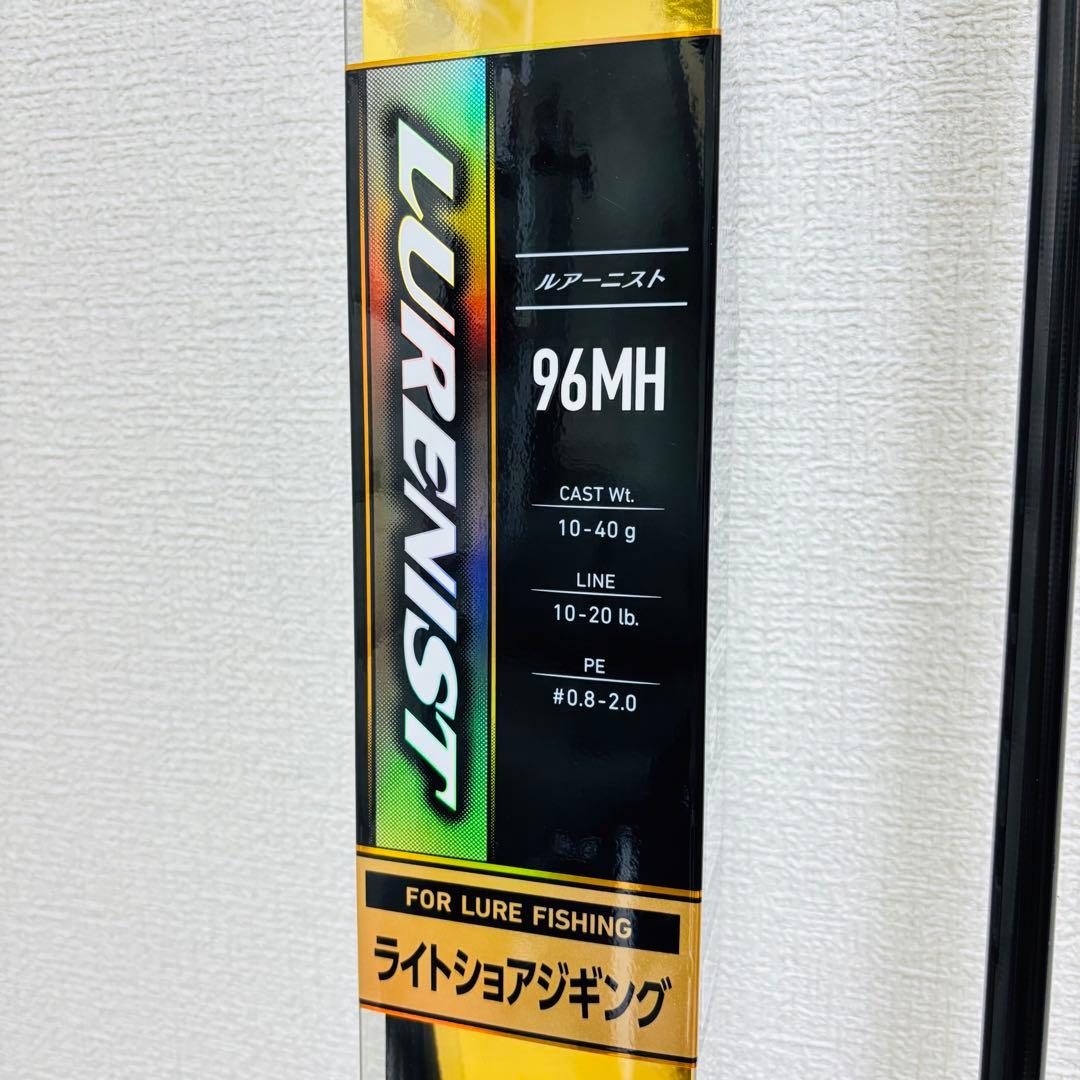 LURENIST
ルアーニスト
96MH
CAST Wt.
10-40 g
LINE
10-20 lb.
PE
#0.8-2.0
FOR LURE FISHING
ライトショアジギング